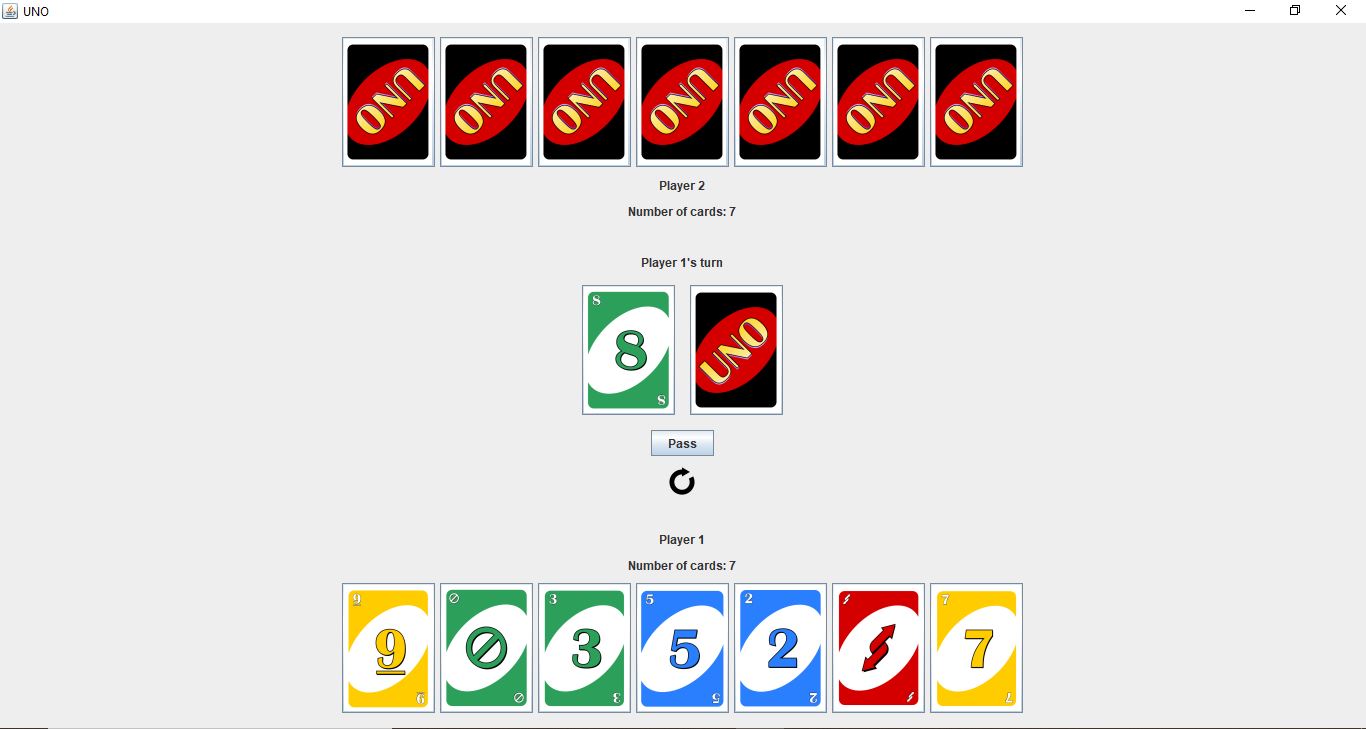 UNO
UNO UNO UNO UNO UNO UNO UNO
Player 2
Number of cards: 7
Player 1's turn
8
8 UNO
8
Pass
Player 1
Number of cards: 7
9 3 5 2 7
9 3 5 2 7
9 3 5 2 7